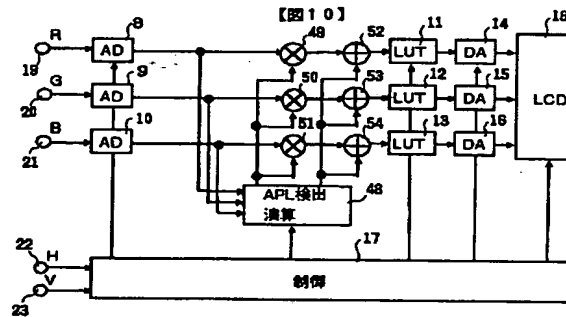 【図10】
R
19
AD
8
49
52
11
LUT
14
DA
18
G
20
AD
9
50
53
12
LUT
15
DA
LCD
B
21
AD
10
51
54
13
LUT
16
DA
APL検出
演算
48
22
H
V
23
17
制御